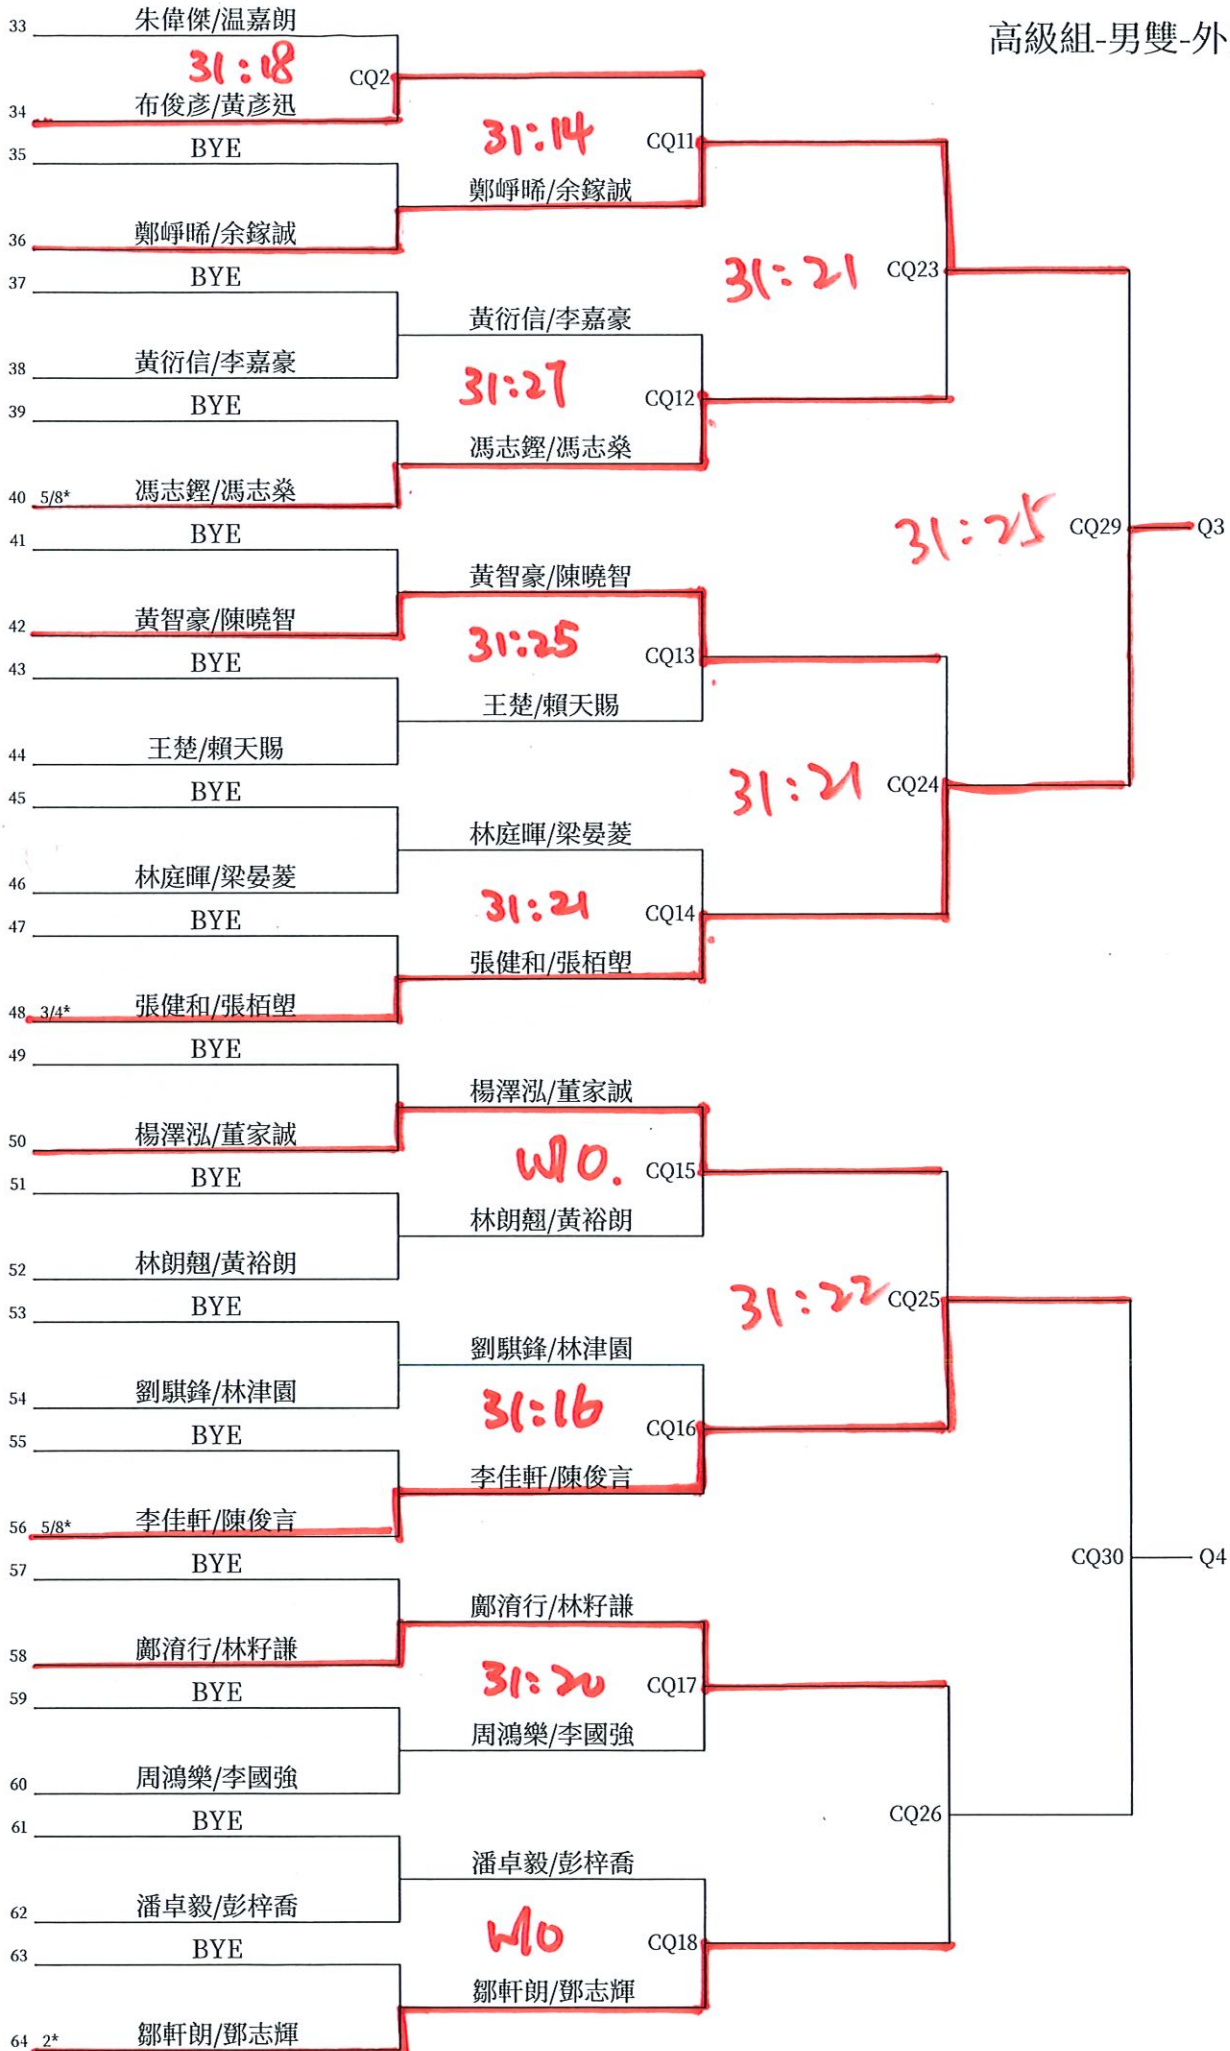 高級組-男雙-外
33 朱偉傑/温嘉朗
31:18 CQ2
34 布俊彥/黃彥迅
35 BYE
31:14 CQ11
鄭崢晞/余鎵誠
36 鄭崢晞/余鎵誠
37 BYE
31:21 CQ23
黃衍信/李嘉豪
38 黃衍信/李嘉豪
39 BYE
31:27 CQ12
馮志鏗/馮志燊
40 5/8* 馮志鏗/馮志燊
31:25 CQ29 Q3
41 BYE
黃智豪/陳曉智
42 黃智豪/陳曉智
31:25 CQ13
43 BYE
王楚/賴天賜
44 王楚/賴天賜
31:21 CQ24
45 BYE
林庭暉/梁晏菱
46 林庭暉/梁晏菱
31:21 CQ14
47 BYE
張健和/張栢塱
48 3/4* 張健和/張栢塱
49 BYE
楊澤泓/董家誠
50 楊澤泓/董家誠
W/O. CQ15
51 BYE
林朗翹/黃裕朗
52 林朗翹/黃裕朗
31:22 CQ25
53 BYE
劉騏鋒/林津園
54 劉騏鋒/林津園
31:16 CQ16
55 BYE
李佳軒/陳俊言
56 5/8* 李佳軒/陳俊言
CQ30 Q4
57 BYE
鄺淯行/林籽謙
58 鄺淯行/林籽謙
31:20 CQ17
59 BYE
周鴻樂/李國強
60 周鴻樂/李國強
CQ26
61 BYE
潘卓毅/彭梓喬
62 潘卓毅/彭梓喬
W/O CQ18
63 BYE
鄒軒朗/鄧志輝
64 2* 鄒軒朗/鄧志輝